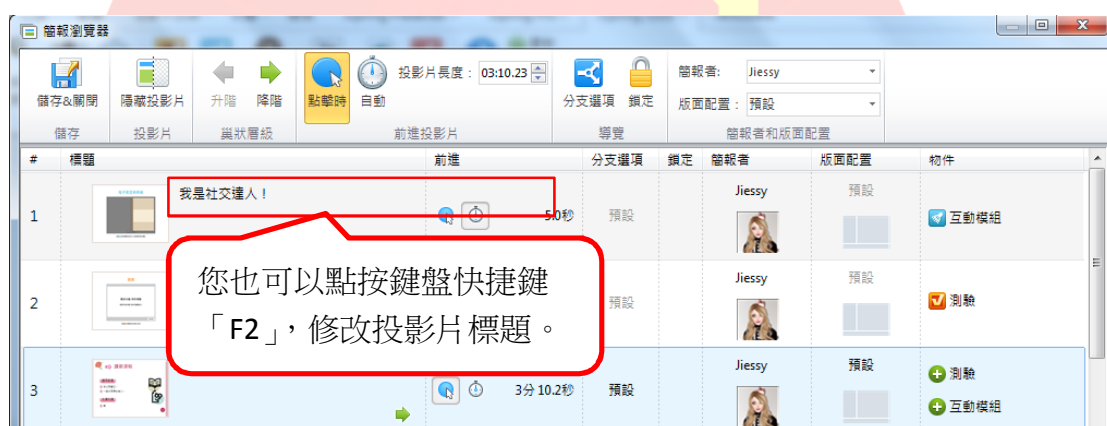 簡報瀏覽器
儲存&關閉 隱藏投影片 升階 降階 點擊時 自動 投影片長度： 03:10.23 分支選項 鎖定 簡報者: Jiessy
版面配置： 預設
儲存 投影片 巢狀層級 前進投影片 導覽 簡報者和版面配置
# 標題 前進 分支選項 鎖定 簡報者 版面配置 物件
1 我是社交達人！ 5.0秒 預設 Jiessy 預設 互動模組
您也可以點按鍵盤快捷鍵
「F2」，修改投影片標題。
2 預設 Jiessy 預設 測驗
3 3分 10.2秒 預設 Jiessy 預設 測驗
互動模組